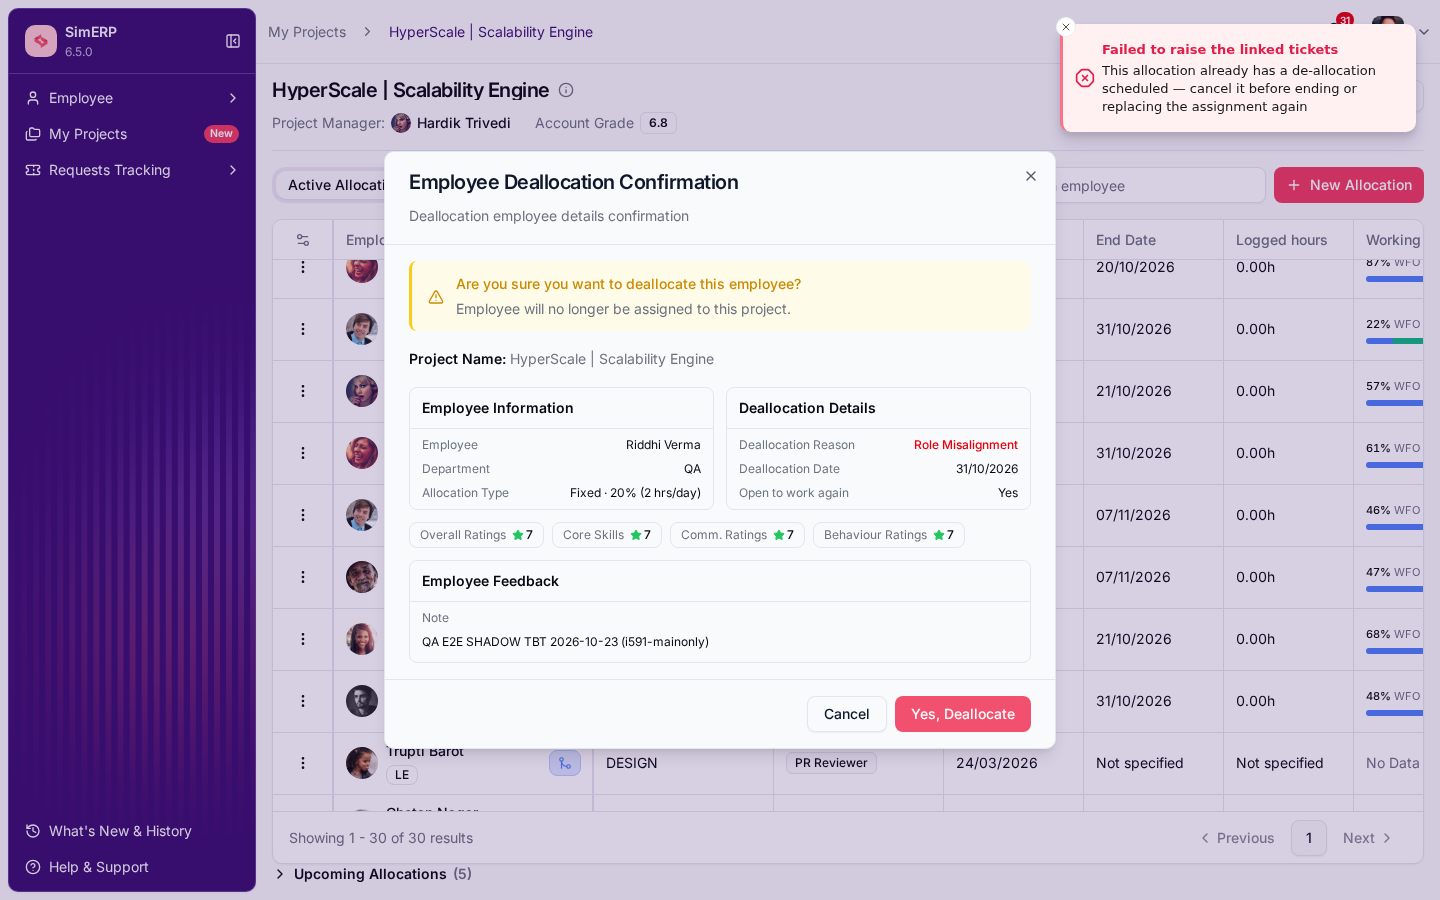 SimERP
6.5.0
Employee
My Projects
New
Requests Tracking
What's New & History
Help & Support
My Projects
HyperScale | Scalability Engine
31
Failed to raise the linked tickets
This allocation already has a de-allocation
scheduled — cancel it before ending or
replacing the assignment again
HyperScale | Scalability Engine
Project Manager:
Hardik Trivedi
Account Grade
6.8
Active Allocati
employee
New Allocation
Emplo
End Date
Logged hours
Working
20/10/2026
0.00h
87% WFO
31/10/2026
0.00h
22% WFO
21/10/2026
0.00h
57% WFO
31/10/2026
0.00h
61% WFO
07/11/2026
0.00h
46% WFO
07/11/2026
0.00h
47% WFO
21/10/2026
0.00h
68% WFO
31/10/2026
0.00h
48% WFO
Trupti Barot
LE
DESIGN
PR Reviewer
24/03/2026
Not specified
Not specified
No Data
Showing 1 - 30 of 30 results
Previous
1
Next
Upcoming Allocations (5)
Employee Deallocation Confirmation
Deallocation employee details confirmation
Are you sure you want to deallocate this employee?
Employee will no longer be assigned to this project.
Project Name: HyperScale | Scalability Engine
Employee Information
Employee
Riddhi Verma
Department
QA
Allocation Type
Fixed · 20% (2 hrs/day)
Deallocation Details
Deallocation Reason
Role Misalignment
Deallocation Date
31/10/2026
Open to work again
Yes
Overall Ratings 7
Core Skills 7
Comm. Ratings 7
Behaviour Ratings 7
Employee Feedback
Note
QA E2E SHADOW TBT 2026-10-23 (i591-mainonly)
Cancel
Yes, Deallocate